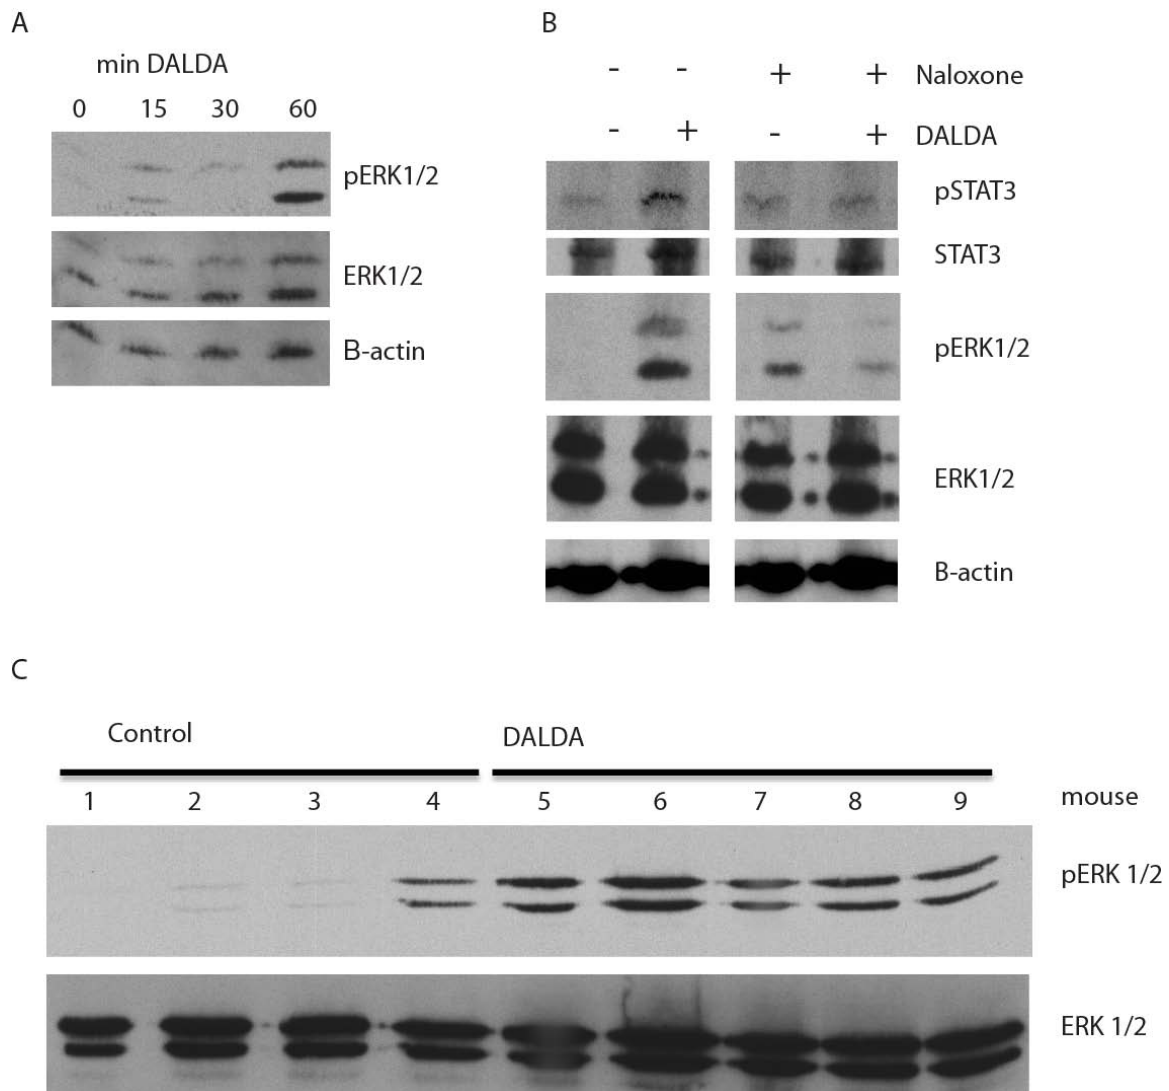 A
min DALDA
0 15 30 60
pERK1/2
ERK1/2
B-actin
B
- - + + Naloxone
- + - + DALDA
pSTAT3
STAT3
pERK1/2
ERK1/2
B-actin
C
Control DALDA
1 2 3 4 5 6 7 8 9 mouse
pERK 1/2
ERK 1/2